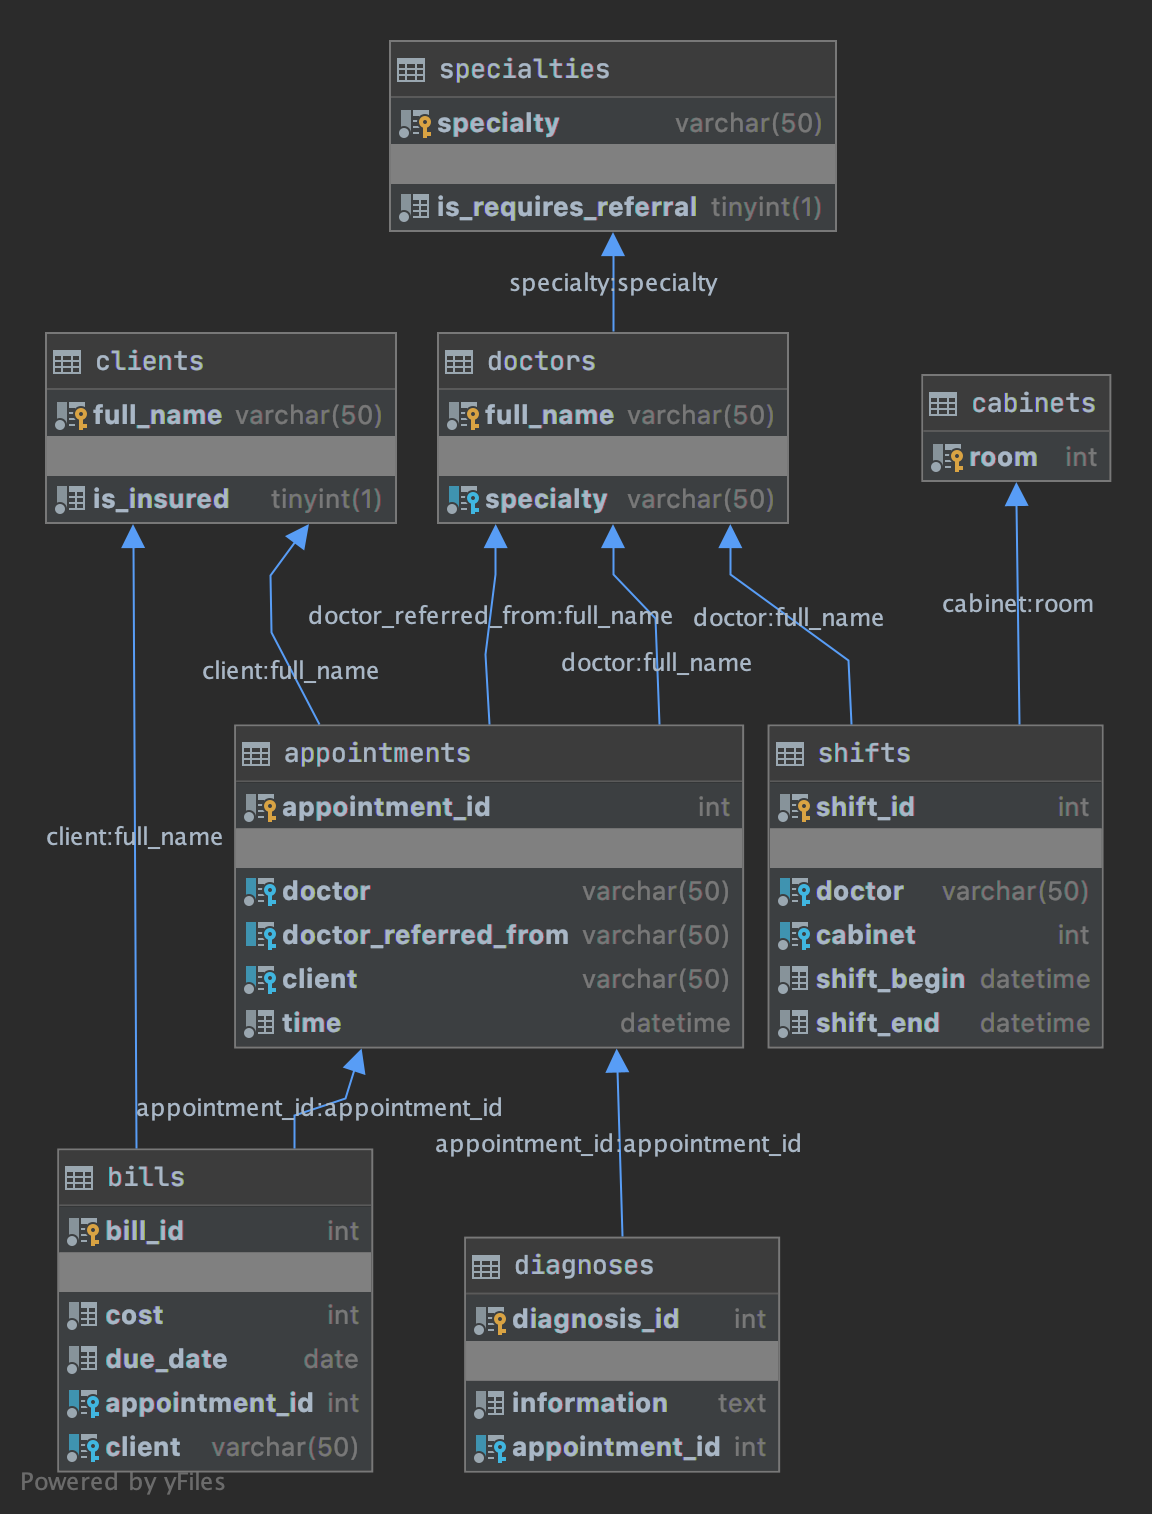 specialties
specialty varchar(50)
is_requires_referral tinyint(1)
specialty:specialty
clients
full_name varchar(50)
is_insured tinyint(1)
doctors
full_name varchar(50)
specialty varchar(50)
cabinets
room int
doctor_referred_from:full_name
doctor:full_name
cabinet:room
client:full_name
doctor:full_name
appointments
appointment_id int
doctor varchar(50)
doctor_referred_from varchar(50)
client varchar(50)
time datetime
shifts
shift_id int
doctor varchar(50)
cabinet int
shift_begin datetime
shift_end datetime
client:full_name
appointment_id:appointment_id
appointment_id:appointment_id
bills
bill_id int
cost int
due_date date
appointment_id int
client varchar(50)
diagnoses
diagnosis_id int
information text
appointment_id int
Powered by yFiles